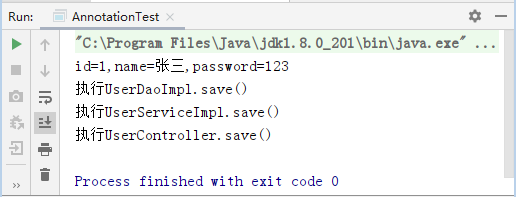 Run: AnnotationTest ×
"C:\Program Files\Java\jdk1.8.0_201\bin\java.exe" ...
id=1,name=张三,password=123
执行UserDaoImpl.save()
执行UserServiceImpl.save()
执行UserController.save()
Process finished with exit code 0